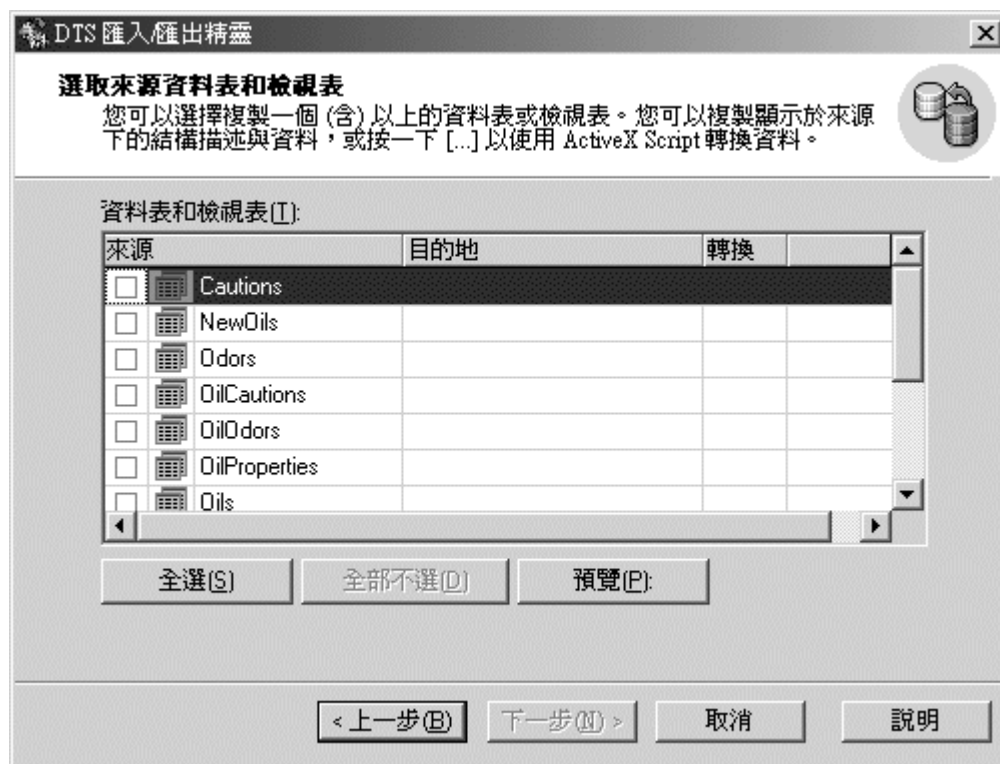 DTS 匯入/匯出精靈
選取來源資料表和檢視表
您可以選擇複製一個 (含) 以上的資料表或檢視表。您可以複製顯示於來源
下的結構描述與資料，或按一下 [...] 以使用 ActiveX Script 轉換資料。
資料表和檢視表(T):
來源 目的地 轉換
Cautions
NewOils
Odors
OilCautions
OilOdors
OilProperties
Oils
全選(S) 全部不選(D) 預覽(P):
< 上一步(B) 下一步(N) > 取消 說明